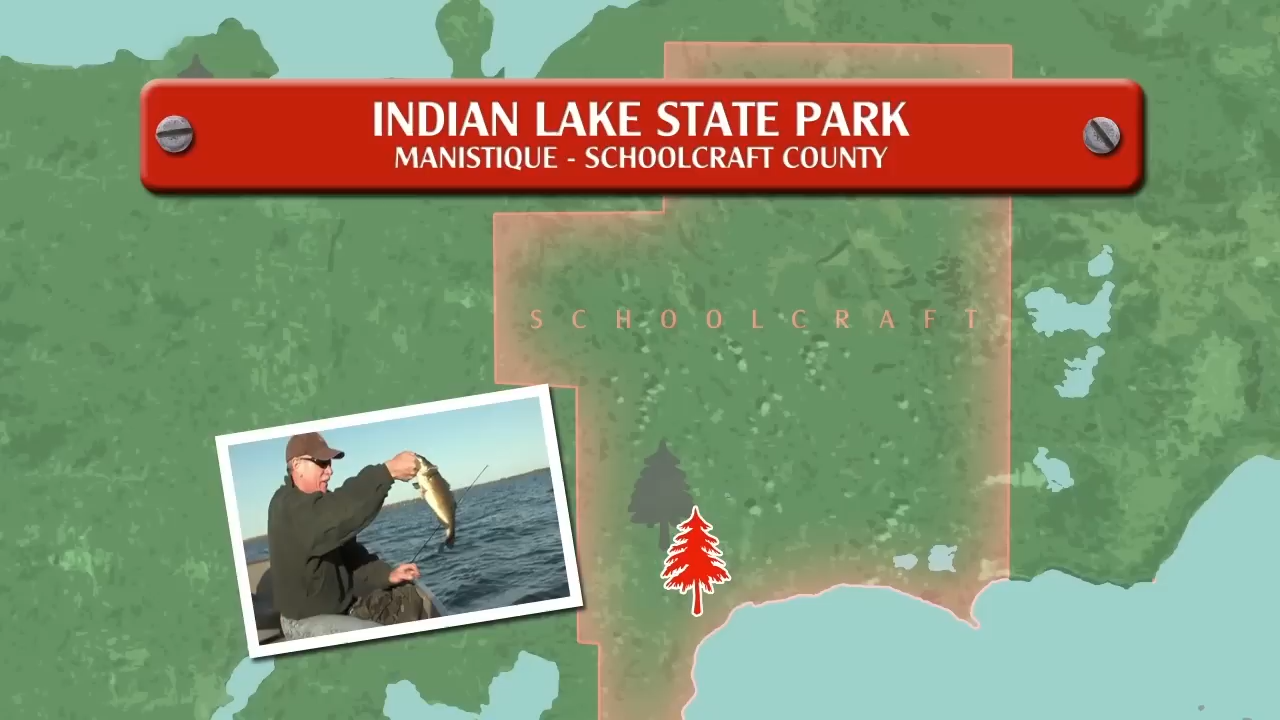 INDIAN LAKE STATE PARK
MANISTIQUE - SCHOOLCRAFT COUNTY
SCHOOLCRAFT